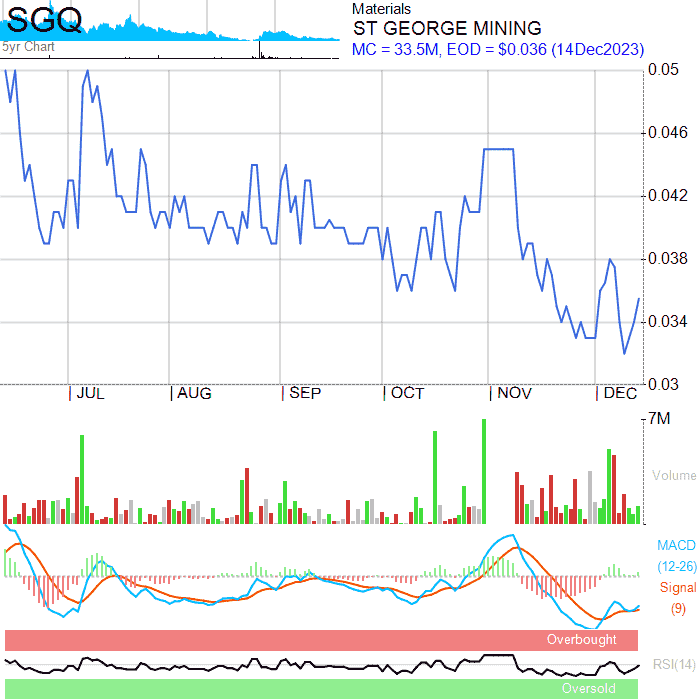 SGQ
5yr Chart
Materials
ST GEORGE MINING
MC = 33.5M, EOD = $0.036 (14Dec2023)
0.05
0.046
0.042
0.038
0.034
0.03
JUL AUG SEP OCT NOV DEC
7M
Volume
MACD
(12-26)
Signal
(9)
Overbought
RSI(14)
Oversold